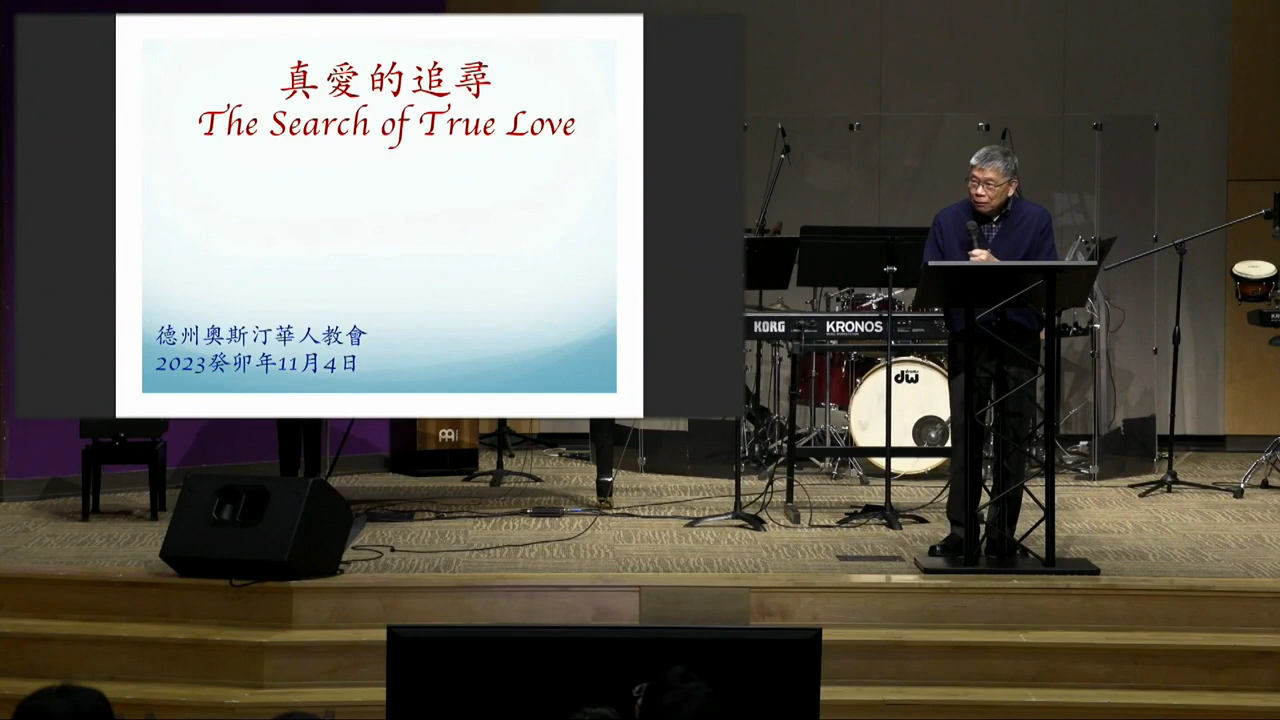 真愛的追尋
The Search of True Love
德州奧斯汀華人教會
2023癸卯年11月4日
KORG
KRONOS
drums
dw